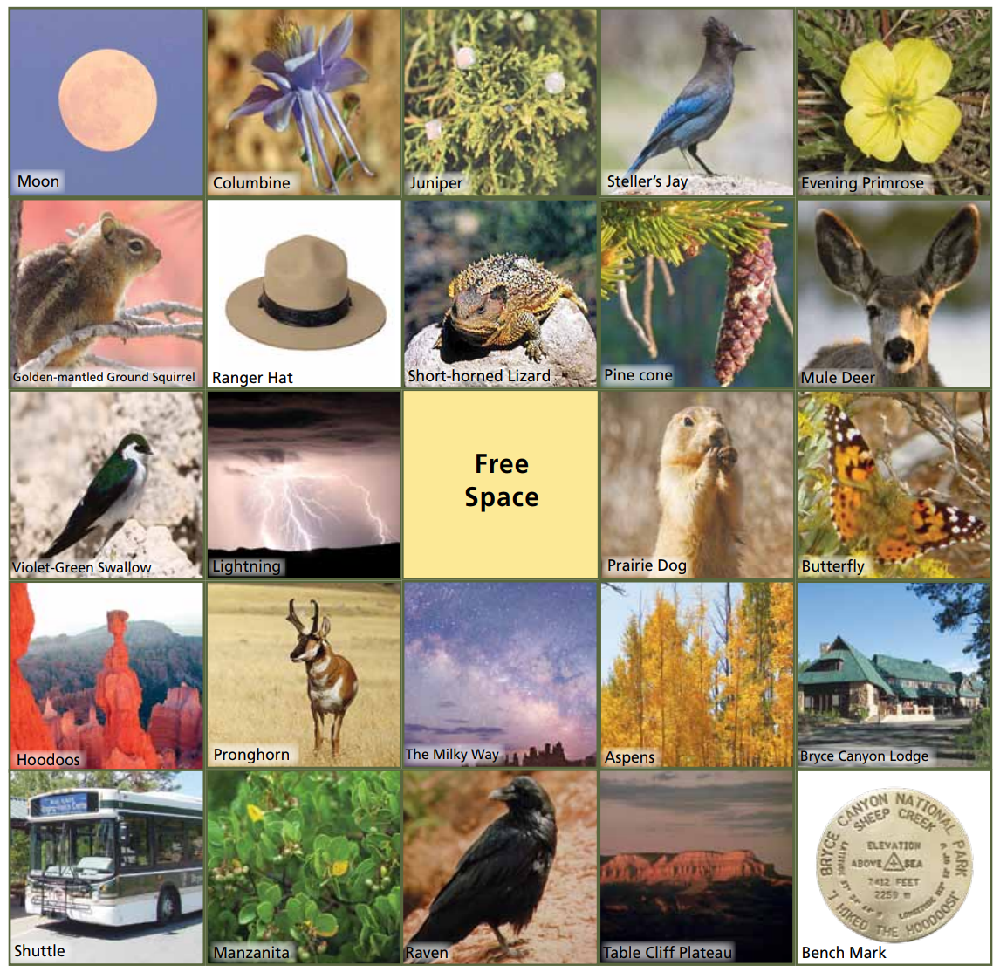 Moon
Columbine
Juniper
Steller's Jay
Evening Primrose
Golden-mantled Ground Squirrel
Ranger Hat
Short-horned Lizard
Pine cone
Mule Deer
Violet-Green Swallow
Lightning
Free
Space
Prairie Dog
Butterfly
Hoodoos
Pronghorn
The Milky Way
Aspens
Bryce Canyon Lodge
Shuttle
Manzanita
Raven
Table Cliff Plateau
BRYCE CANYON NATIONAL PARK
SHEEP CREEK
ELEVATION
ABOVE SEA
7412 FEET
2259 m
I HIKED THE HOODOOS!
Bench Mark